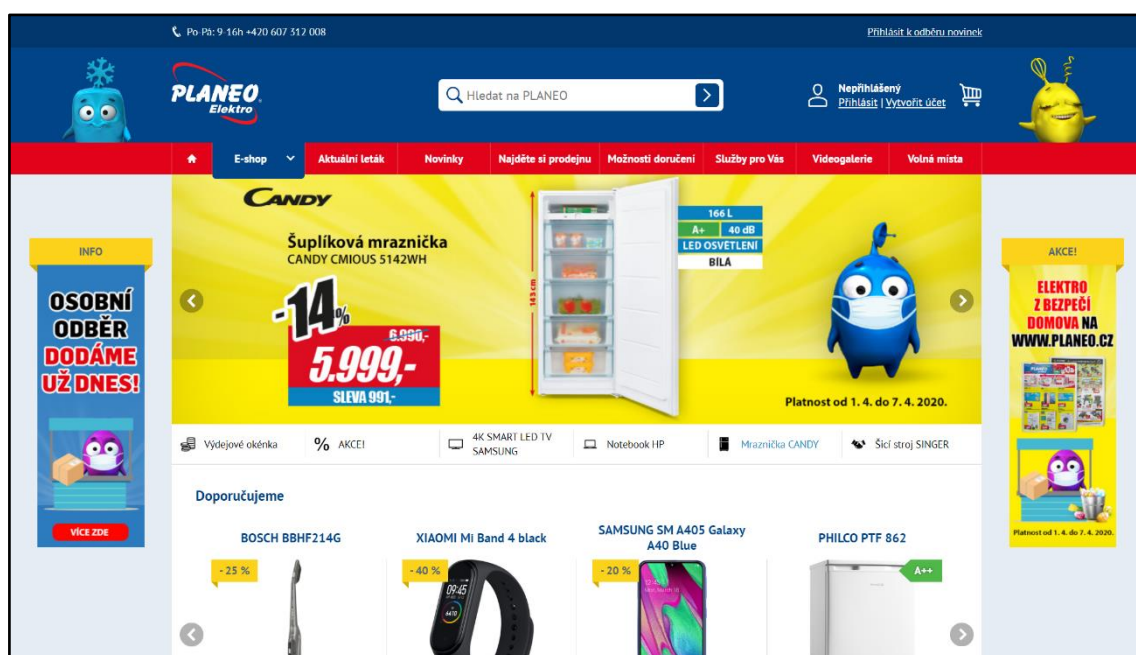 Po-Pá: 9-16h +420 607 312 008
Přihlásit k odběru novinek
PLANEO
Elektro
Hledat na PLANEO
Nepřihlášený
Přihlásit | Vytvořit účet
E-shop
Aktuální leták
Novinky
Najděte si prodejnu
Možnosti doručení
Služby pro Vás
Videogalerie
Volná místa
INFO
OSOBNÍ
ODBĚR
DODÁME
UŽ DNES!
VÍCE ZDE
CANDY
Šuplíková mraznička
CANDY CMIOUS 5142WH
-14%
6.990,-
5.999,-
SLEVA 991,-
143 cm
166 L
A+ 40 dB
LED OSVĚTLENÍ
BÍLÁ
Platnost od 1. 4. do 7. 4. 2020.
AKCE!
ELEKTRO
Z BEZPEČÍ
DOMOVA NA
WWW.PLANEO.CZ
Platnost od 1. 4. do 7. 4. 2020.
Výdejové okénko
% AKCE!
4K SMART LED TV
SAMSUNG
Notebook HP
Mraznička CANDY
Šicí stroj SINGER
Doporučujeme
BOSCH BBHF214G
- 25 %
XIAOMI Mi Band 4 black
- 40 %
09:45
SAMSUNG SM A405 Galaxy
A40 Blue
- 20 %
PHILCO PTF 862
A++